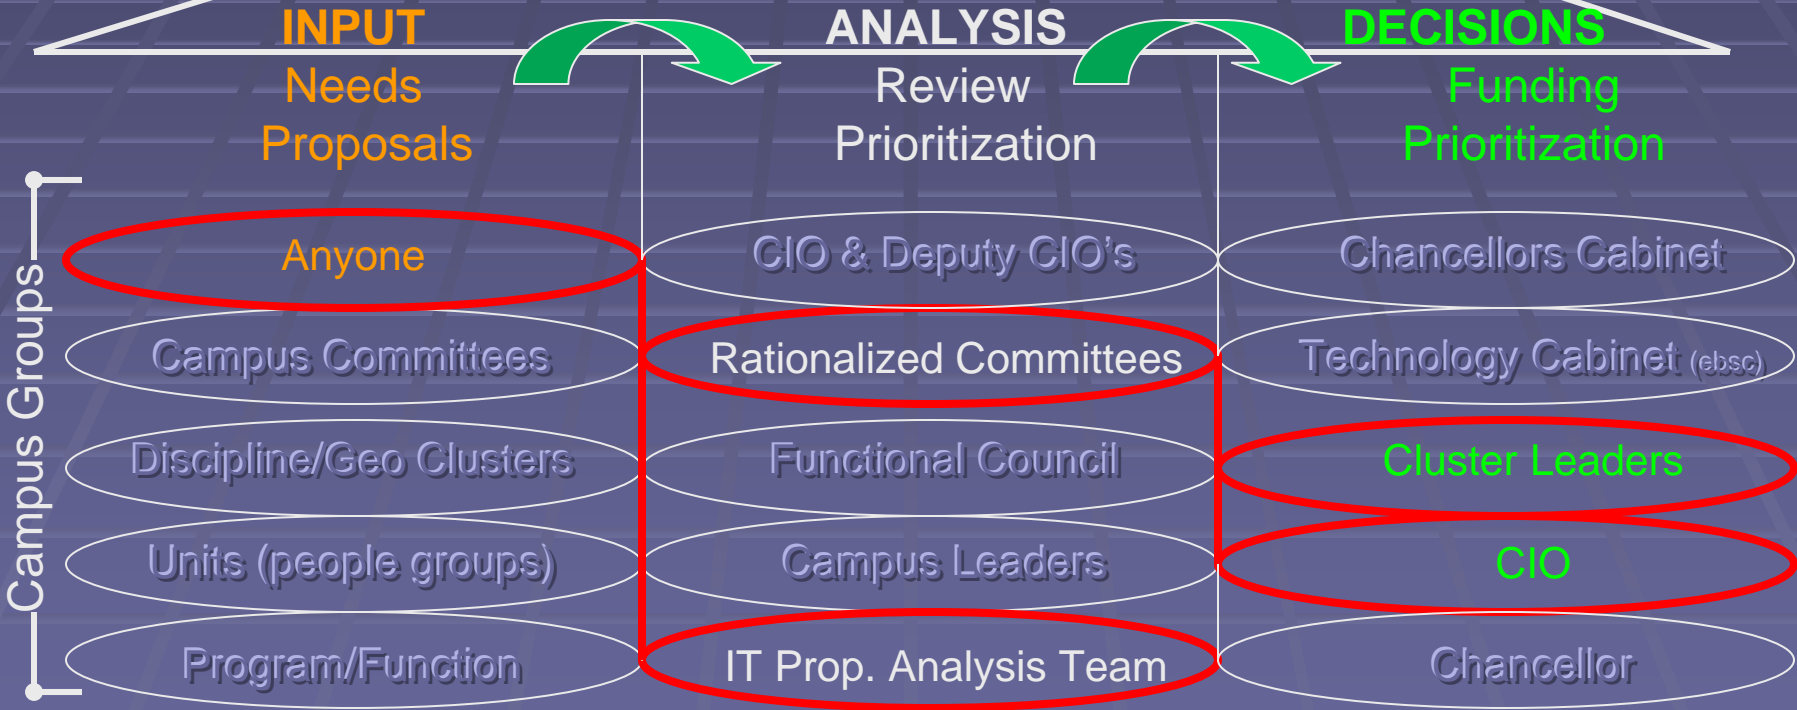 INPUT
Needs
Proposals
ANALYSIS
Review
Prioritization
DECISIONS
Funding
Prioritization
Campus Groups
Anyone
CIO & Deputy CIO's
Chancellors Cabinet
Campus Committees
Rationalized Committees
Technology Cabinet (ebsc)
Discipline/Geo Clusters
Functional Council
Cluster Leaders
Units (people groups)
Campus Leaders
CIO
Program/Function
IT Prop. Analysis Team
Chancellor